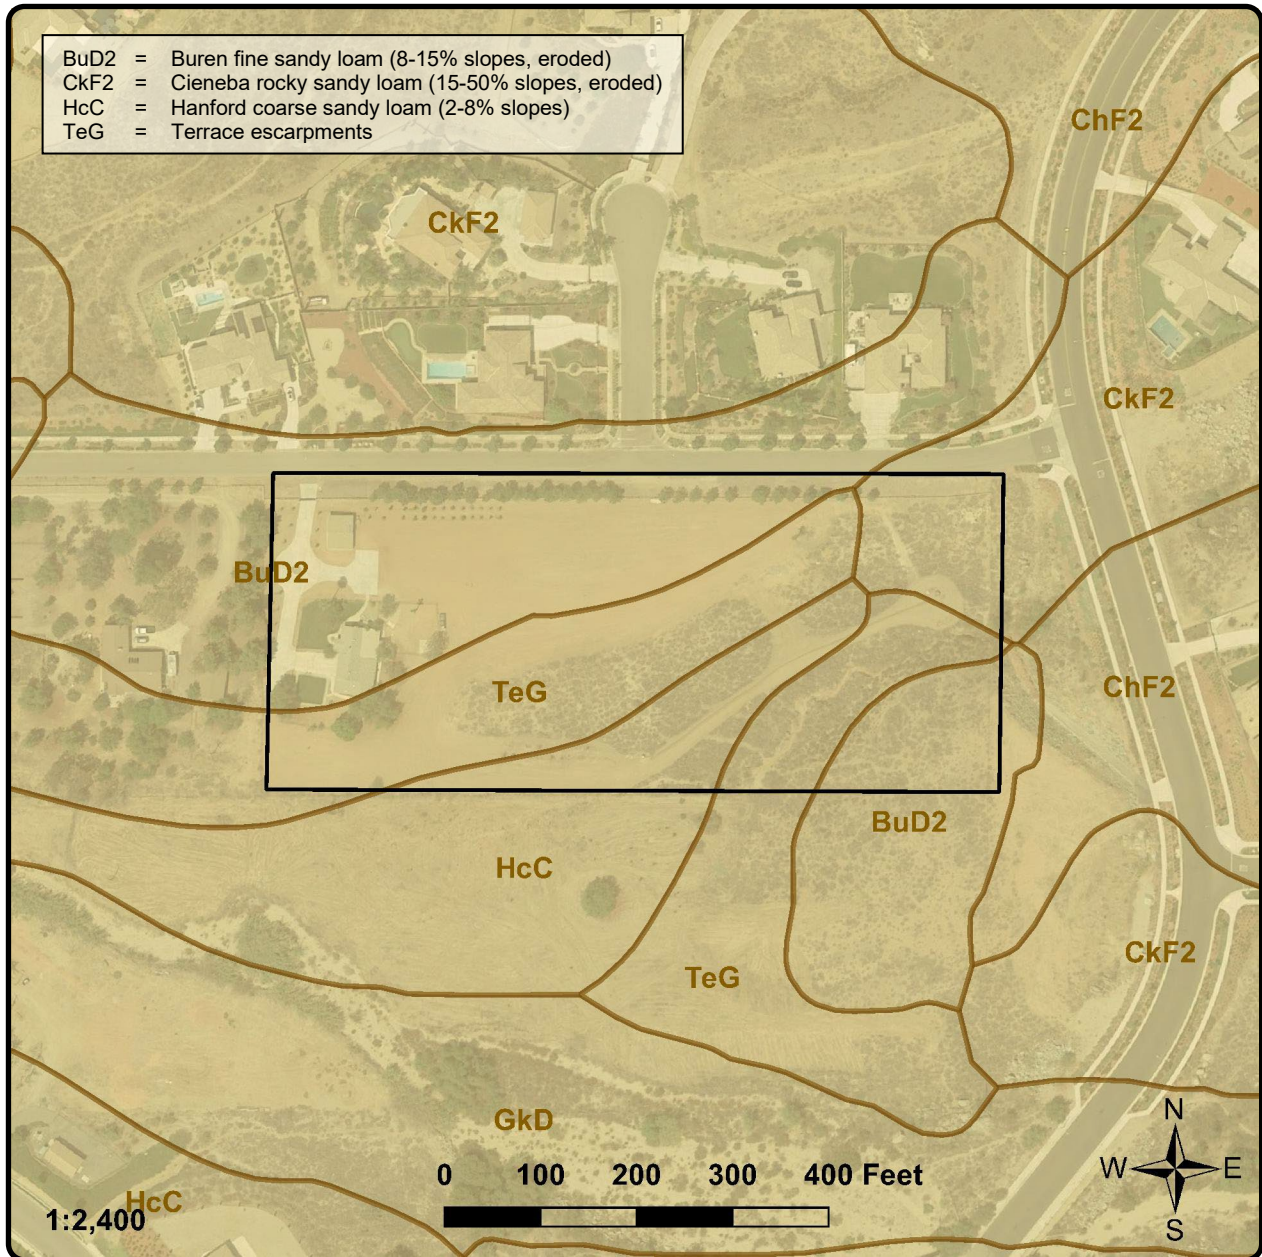 BuD2 = Buren fine sandy loam (8-15% slopes, eroded)
CkF2 = Cieneba rocky sandy loam (15-50% slopes, eroded)
HcC = Hanford coarse sandy loam (2-8% slopes)
TeG = Terrace escarpments
ChF2
CkF2
CkF2
BuD2
TeG
ChF2
BuD2
HcC
CkF2
TeG
GkD
N
W E
S
0 100 200 300 400 Feet
HcC
1:2,400